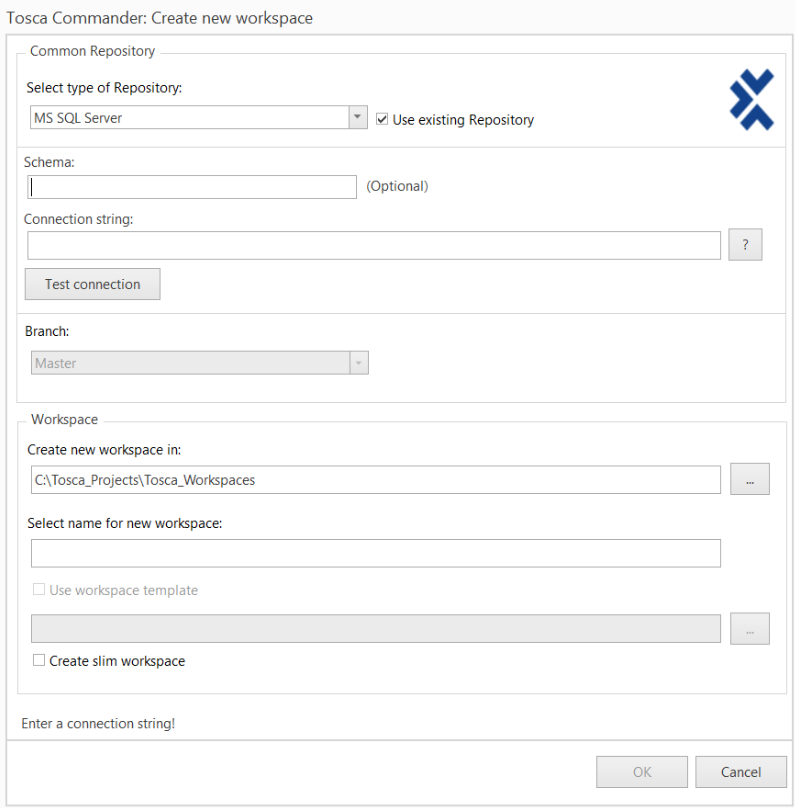 Tosca Commander: Create new workspace
Common Repository
Select type of Repository:
MS SQL Server
Use existing Repository
Schema:
(Optional)
Connection string:
?
Test connection
Branch:
Master
Workspace
Create new workspace in:
C:\Tosca_Projects\Tosca_Workspaces
...
Select name for new workspace:
Use workspace template
...
Create slim workspace
Enter a connection string!
OK
Cancel